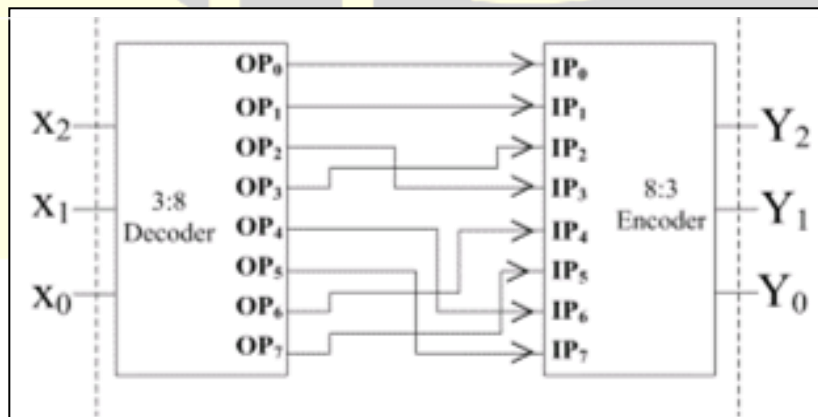 X₂
X₁
X₀
3:8
Decoder
OP₀
OP₁
OP₂
OP₃
OP₄
OP₅
OP₆
OP₇
IP₀
IP₁
IP₂
IP₃
IP₄
IP₅
IP₆
IP₇
8:3
Encoder
Y₂
Y₁
Y₀